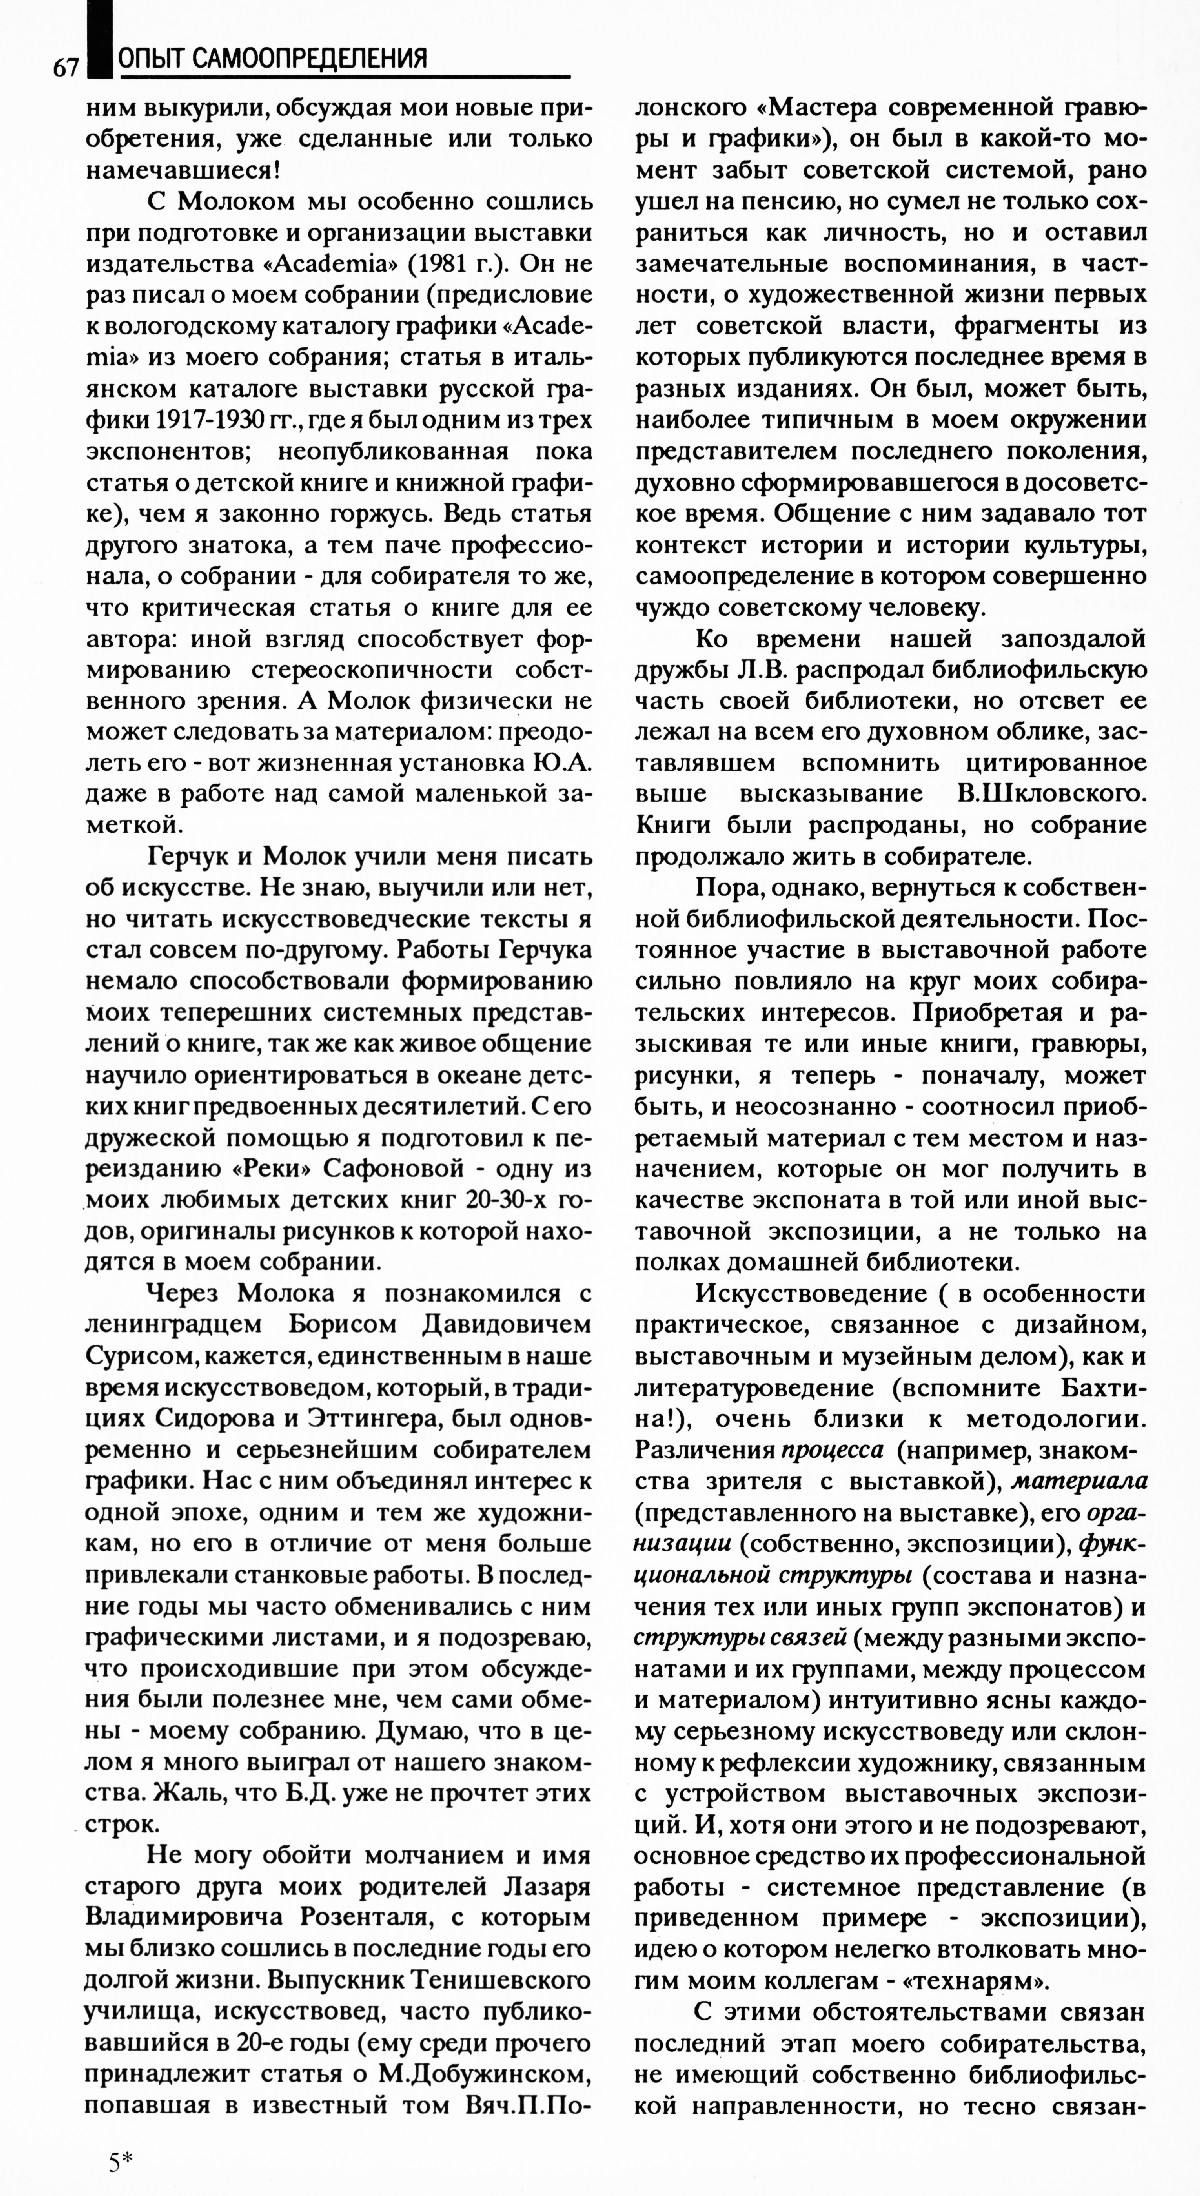 67 ОПЫТ САМООПРЕДЕЛЕНИЯ
ним выкурили, обсуждая мои новые при-
обретения, уже сделанные или только
намечавшиеся!
С Молоком мы особенно сошлись
при подготовке и организации выставки
издательства «Academia» (1981 г.). Он не
раз писал о моем собрании (предисловие
к вологодскому каталогу графики «Acade-
mia» из моего собрания; статья в италь-
янском каталоге выставки русской гра-
фики 1917-1930 гг., где я был одним из трех
экспонентов; неопубликованная пока
статья о детской книге и книжной графи-
ке), чем я законно горжусь. Ведь статья
другого знатока, а тем паче профессио-
нала, о собрании - для собирателя то же,
что критическая статья о книге для ее
автора: иной взгляд способствует фор-
мированию стереоскопичности собст-
венного зрения. А Молок физически не
может следовать за материалом: преодо-
леть его - вот жизненная установка Ю.А.
даже в работе над самой маленькой за-
меткой.
Герчук и Молок учили меня писать
об искусстве. Не знаю, выучили или нет,
но читать искусствоведческие тексты я
стал совсем по-другому. Работы Герчука
немало способствовали формированию
моих теперешних системных представ-
лений о книге, так же как живое общение
научило ориентироваться в океане детс-
ких книг предвоенных десятилетий. С его
дружеской помощью я подготовил к пе-
реизданию «Реки» Сафоновой - одну из
моих любимых детских книг 20-30-х го-
дов, оригиналы рисунков к которой нахо-
дятся в моем собрании.
Через Молока я познакомился с
ленинградцем Борисом Давидовичем
Сурисом, кажется, единственным в наше
время искусствоведом, который, в тради-
циях Сидорова и Эттингера, был однов-
ременно и серьезнейшим собирателем
графики. Нас с ним объединял интерес к
одной эпохе, одним и тем же художни-
кам, но его в отличие от меня больше
привлекали станковые работы. В послед-
ние годы мы часто обменивались с ним
графическими листами, и я подозреваю,
что происходившие при этом обсужде-
ния были полезнее мне, чем сами обме-
ны - моему собранию. Думаю, что в це-
лом я много выиграл от нашего знаком-
ства. Жаль, что Б.Д. уже не прочтет этих
строк.
Не могу обойти молчанием и имя
старого друга моих родителей Лазаря
Владимировича Розенталя, с которым
мы близко сошлись в последние годы его
долгой жизни. Выпускник Тенишевского
училища, искусствовед, часто публико-
вавшийся в 20-е годы (ему среди прочего
принадлежит статья о М.Добужинском,
попавшая в известный том Вяч.П.По-
лонского «Мастера современной гравю-
ры и графики»), он был в какой-то мо-
мент забыт советской системой, рано
ушел на пенсию, но сумел не только сох-
раниться как личность, но и оставил
замечательные воспоминания, в част-
ности, о художественной жизни первых
лет советской власти, фрагменты из
которых публикуются последнее время в
разных изданиях. Он был, может быть,
наиболее типичным в моем окружении
представителем последнего поколения,
духовно сформировавшегося в досоветс-
кое время. Общение с ним задавало тот
контекст истории и истории культуры,
самоопределение в котором совершенно
чуждо советскому человеку.
Ко времени нашей запоздалой
дружбы Л.В. распродал библиофильскую
часть своей библиотеки, но отсвет ее
лежал на всем его духовном облике, зас-
тавлявшем вспомнить цитированное
выше высказывание В.Шкловского.
Книги были распроданы, но собрание
продолжало жить в собирателе.
Пора, однако, вернуться к собствен-
ной библиофильской деятельности. Пос-
тоянное участие в выставочной работе
сильно повлияло на круг моих собира-
тельских интересов. Приобретая и ра-
зыскивая те или иные книги, гравюры,
рисунки, я теперь - поначалу, может
быть, и неосознанно - соотносил приоб-
ретаемый материал с тем местом и наз-
начением, которые он мог получить в
качестве экспоната в той или иной выс-
тавочной экспозиции, а не только на
полках домашней библиотеки.
Искусствоведение ( в особенности
практическое, связанное с дизайном,
выставочным и музейным делом), как и
литературоведение (вспомните Бахти-
на!), очень близки к методологии.
Различения процесса (например, знаком-
ства зрителя с выставкой), материала
(представленного на выставке), его орга-
низации (собственно, экспозиции), функ-
циональной структуры (состава и назна-
чения тех или иных групп экспонатов) и
структуры связей (между разными экспо-
натами и их группами, между процессом
и материалом) интуитивно ясны каждо-
му серьезному искусствоведу или склон-
ному к рефлексии художнику, связанным
с устройством выставочных экспози-
ций. И, хотя они этого и не подозревают,
основное средство их профессиональной
работы - системное представление (в
приведенном примере - экспозиции),
идею о котором нелегко втолковать мно-
гим моим коллегам - «технарям».
С этими обстоятельствами связан
последний этап моего собирательства,
не имеющий собственно библиофильс-
кой направленности, но тесно связан-
5*